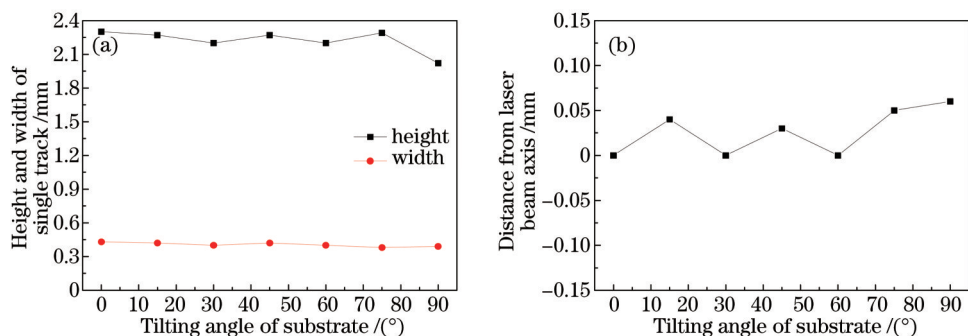 (a)
Height and width of
single track /mm
2.4
2.1
1.8
1.5
1.2
0.9
0.6
0.3
0
height
width
0 10 20 30 40 50 60 70 80 90
Tilting angle of substrate /(°)
(b)
Distance from laser
beam axis /mm
0.15
0.10
0.05
0
−0.05
−0.10
−0.15
0 10 20 30 40 50 60 70 80 90
Tilting angle of substrate /(°)